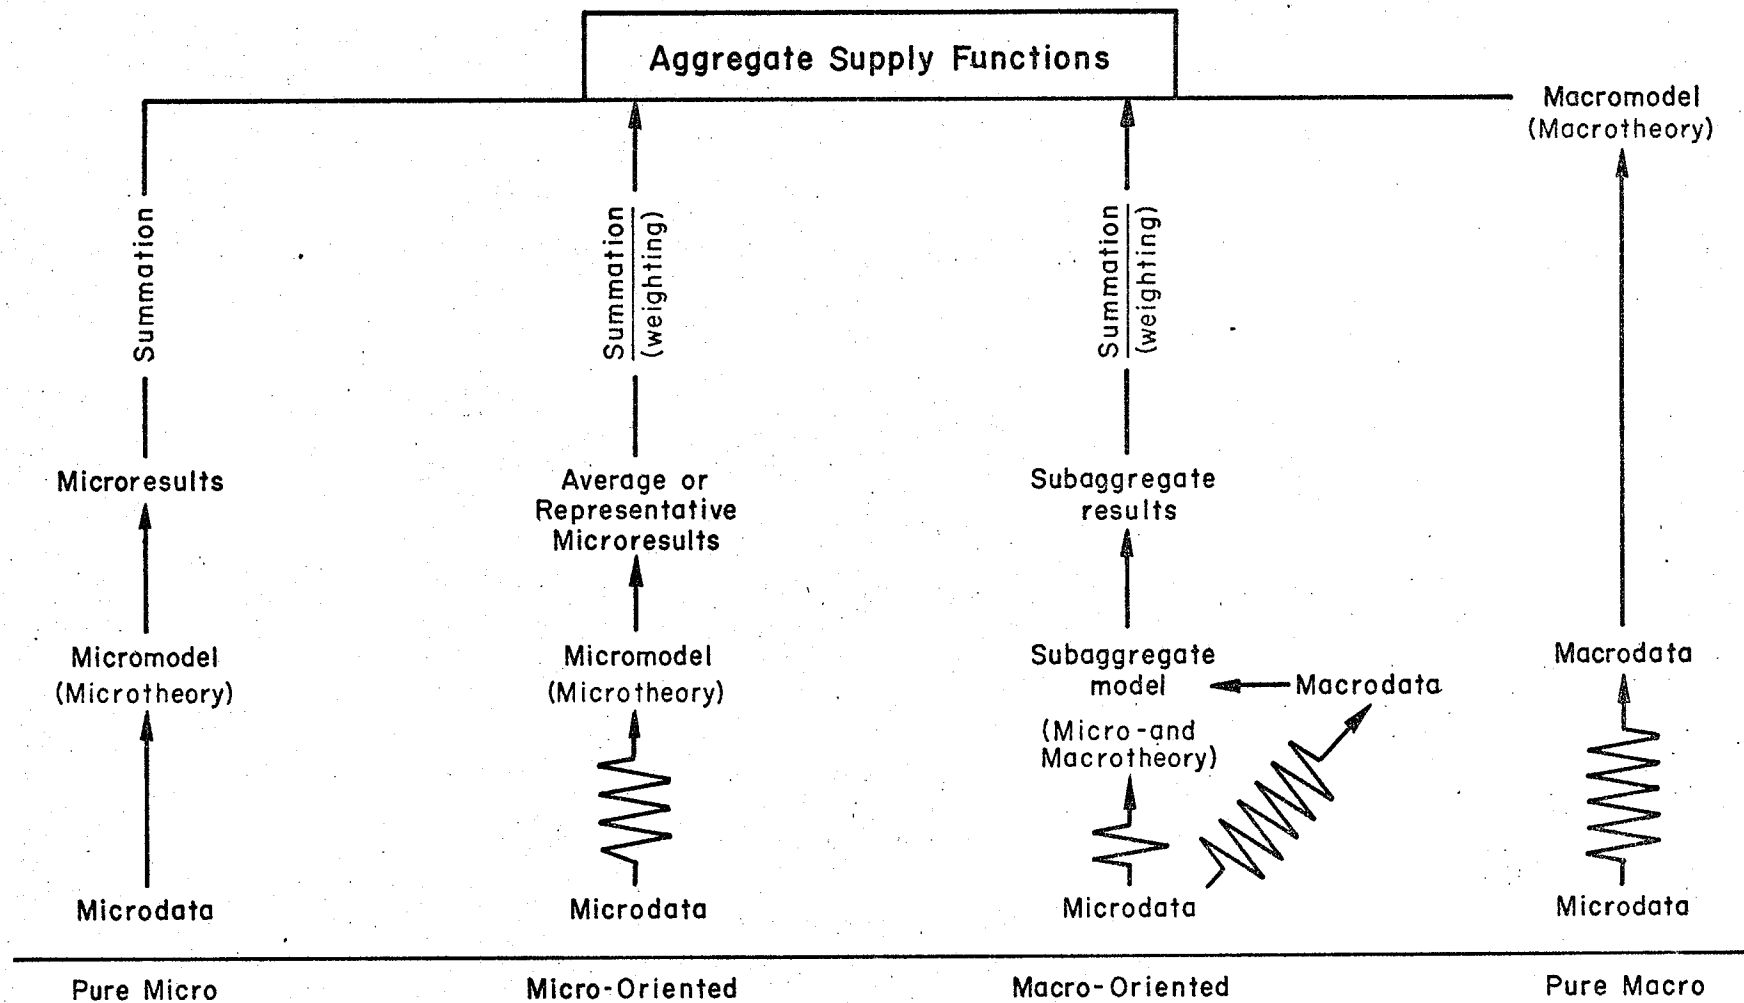 Aggregate Supply Functions
Macromodel
(Macrotheory)
Summation
Summation
(weighting)
Summation
(weighting)
Microresults
Average or
Representative
Microresults
Subaggregate
results
Micromodel
(Microtheory)
Micromodel
(Microtheory)
Subaggregate
model
Macrodata
(Micro-and
Macrotheory)
Macrodata
Microdata
Microdata
Microdata
Microdata
Pure Micro
Micro-Oriented
Macro-Oriented
Pure Macro